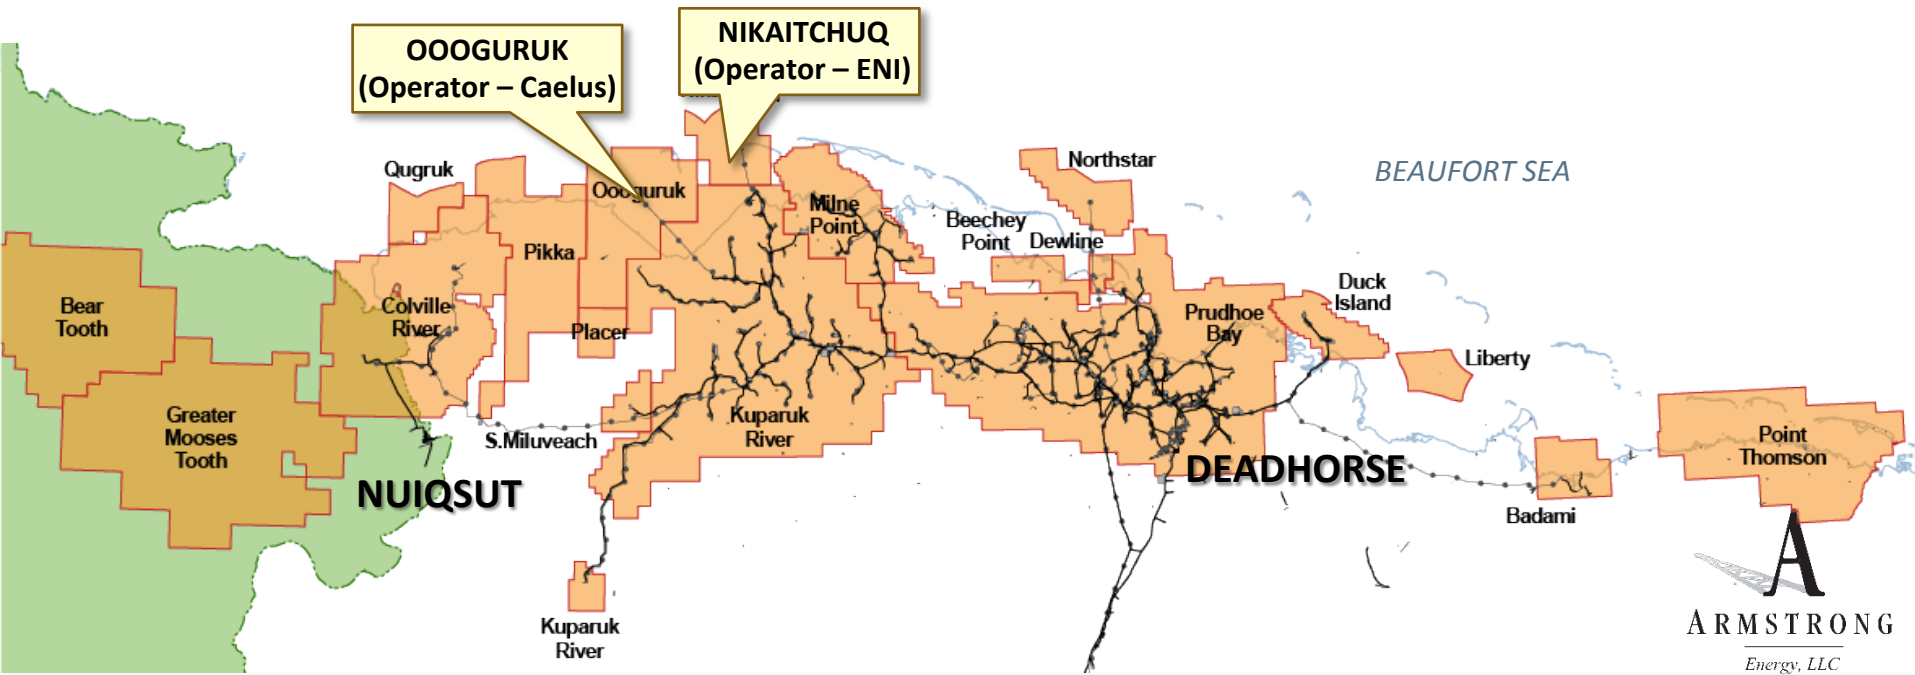 OOOGURUK
(Operator – Caelus)
NIKAITCHUQ
(Operator – ENI)
Qugruk
Oooguruk
Northstar
BEAUFORT SEA
Milne
Point
Beechey
Point
Dewline
Pikka
Bear
Tooth
Colville
River
Placer
Prudhoe
Bay
Duck
Island
Liberty
Greater
Mooses
Tooth
S.Miluveach
Kuparuk
River
Point
Thomson
NUIQSUT
DEADHORSE
Badami
Kuparuk
River
A
ARMSTRONG
Energy, LLC